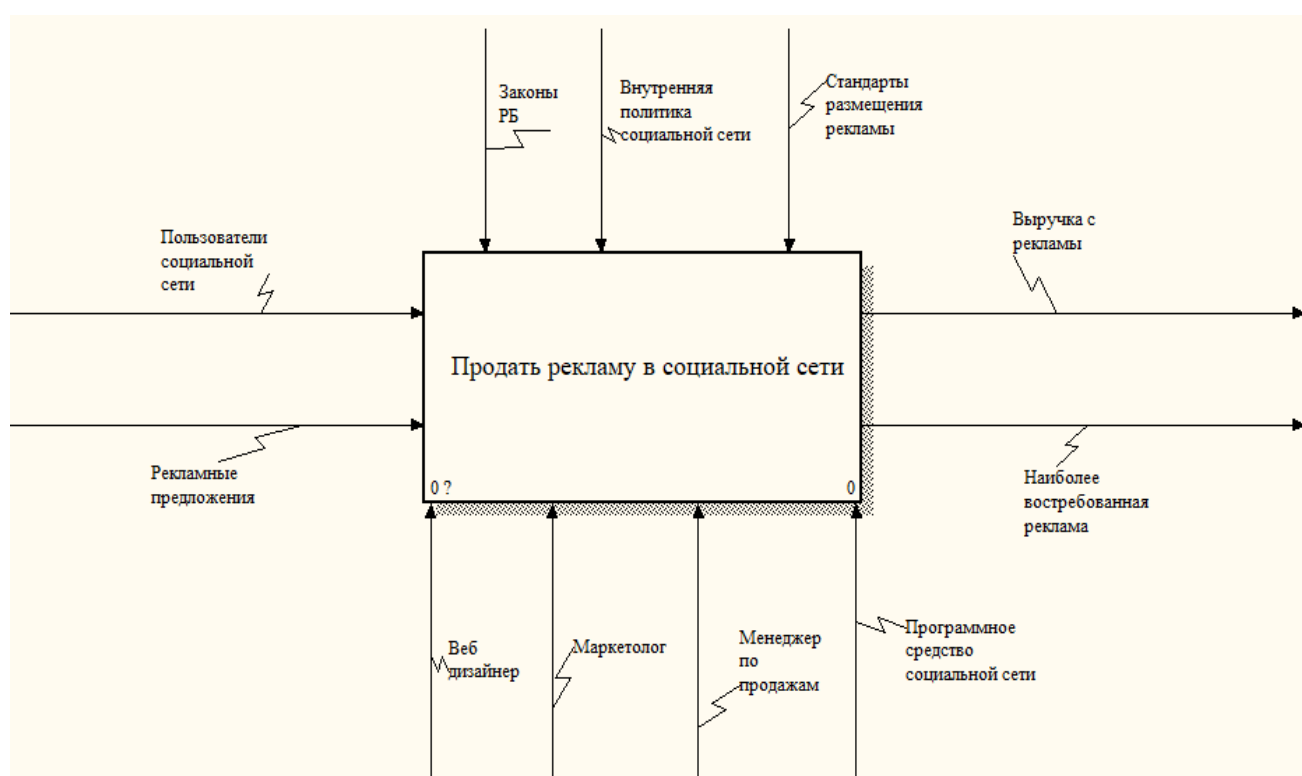 Законы
РБ
Внутренняя
политика
социальной сети
Стандарты
размещения
рекламы
Пользователи
социальной
сети
Выручка с
рекламы
Продать рекламу в социальной сети
Рекламные
предложения
0 ?
0
Наиболее
востребованная
реклама
Веб
дизайнер
Маркетолог
Менеджер
по
продажам
Программное
средство
социальной сети